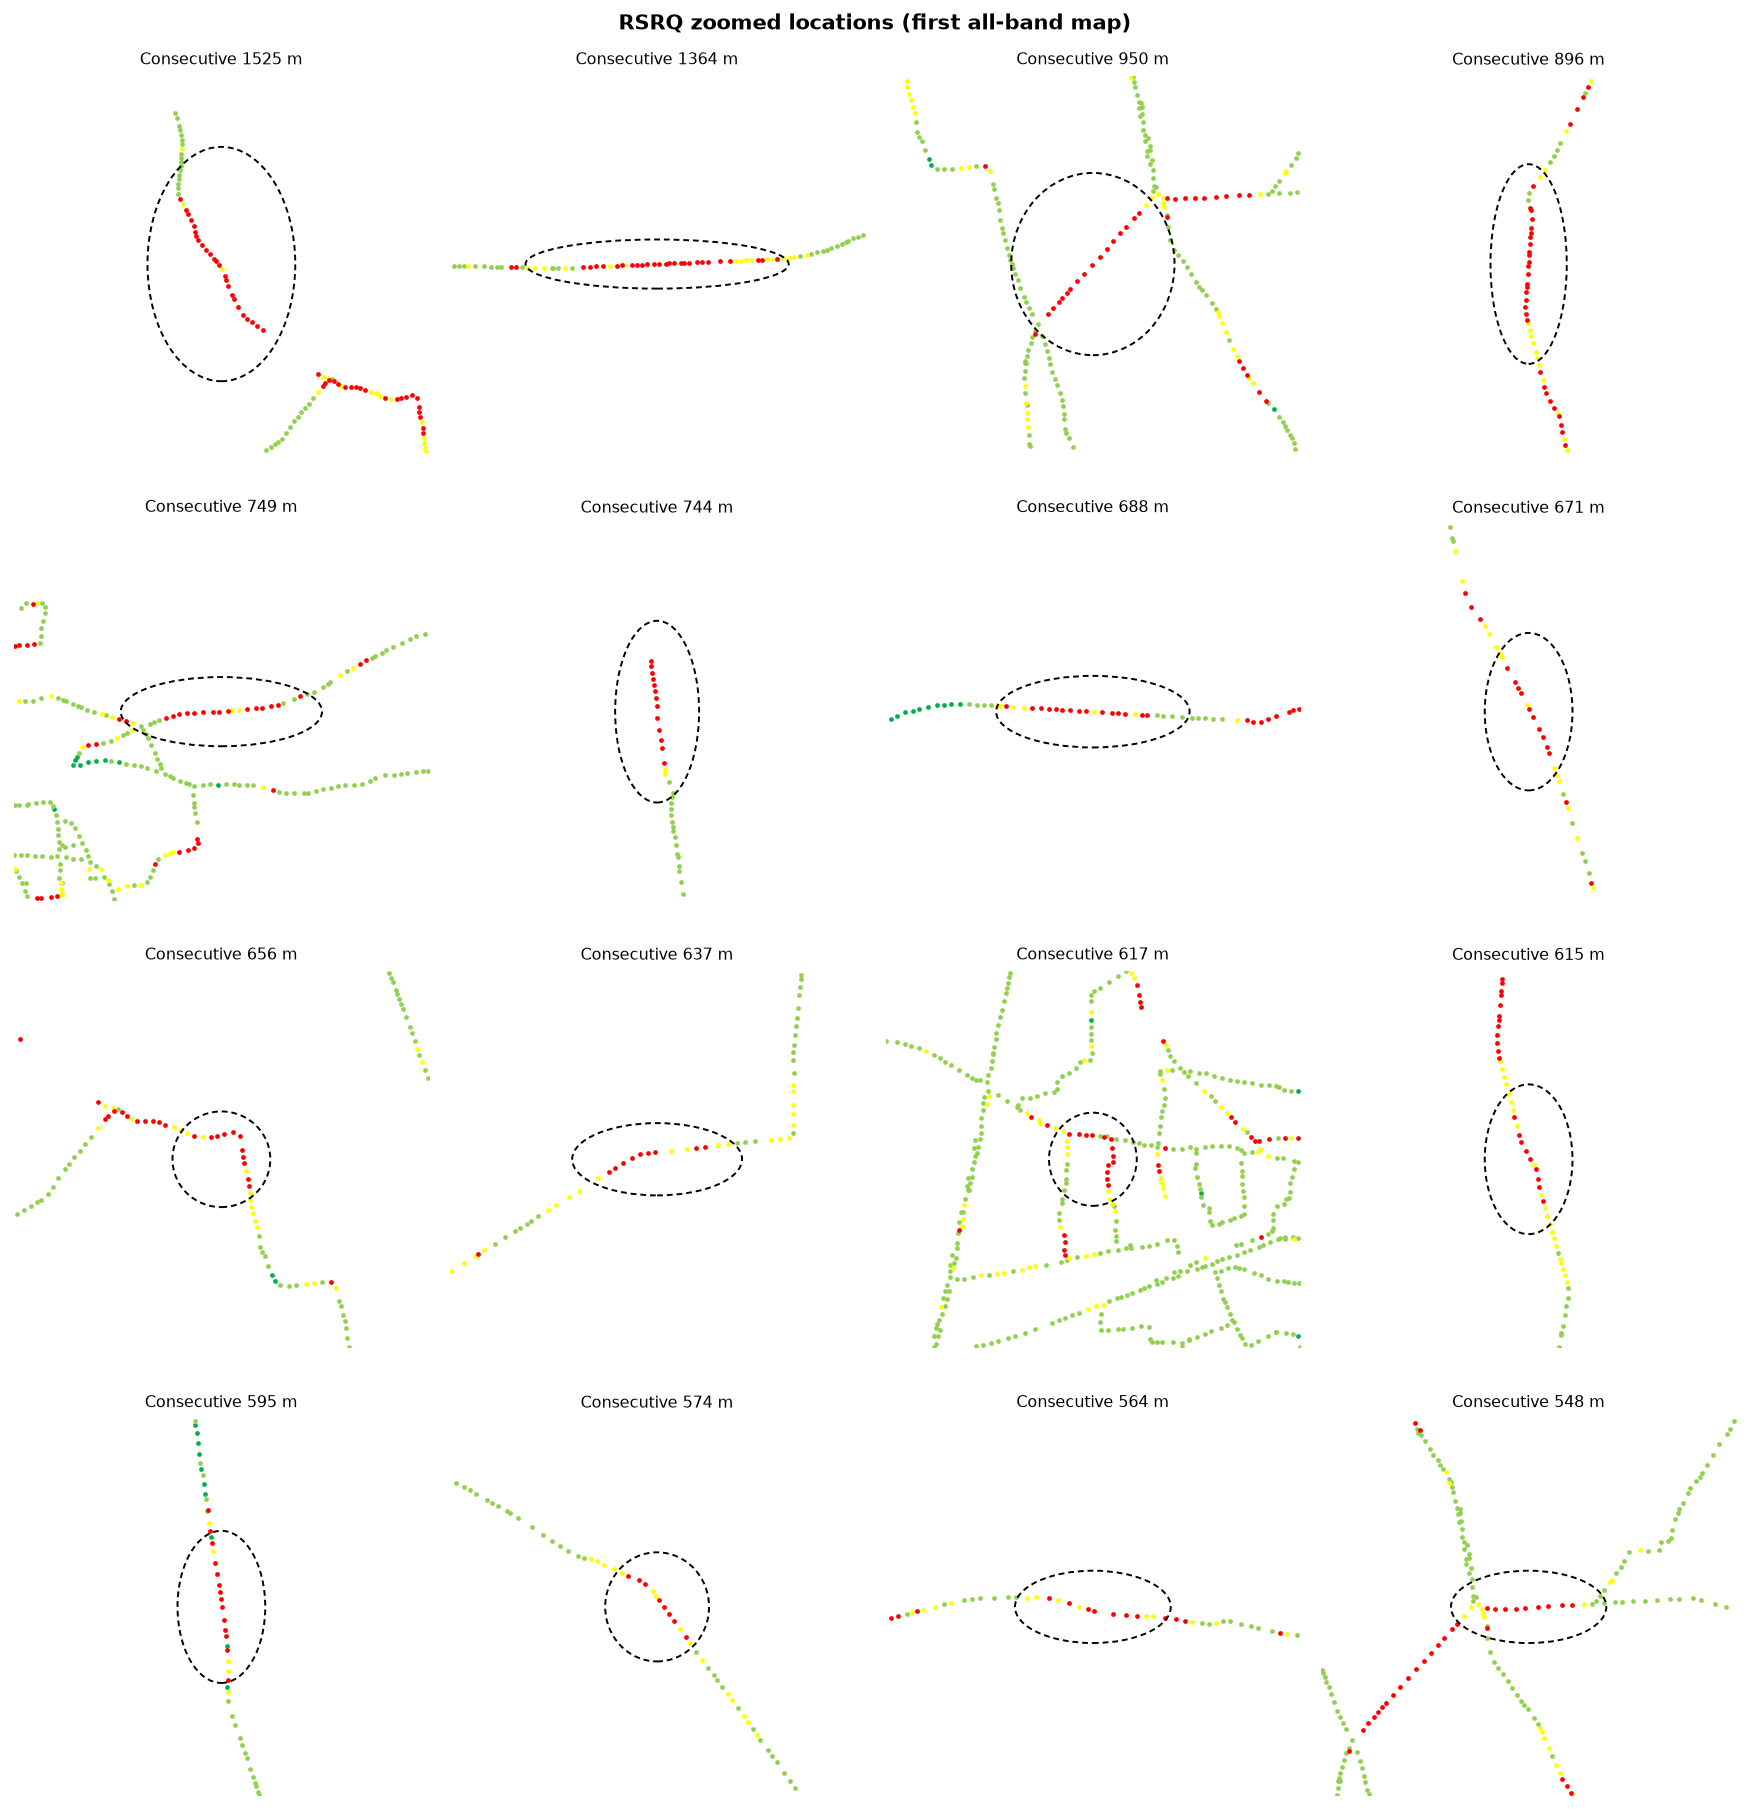 RSRQ zoomed locations (first all-band map)
Consecutive 1525 m
Consecutive 1364 m
Consecutive 950 m
Consecutive 896 m
Consecutive 749 m
Consecutive 744 m
Consecutive 688 m
Consecutive 671 m
Consecutive 656 m
Consecutive 637 m
Consecutive 617 m
Consecutive 615 m
Consecutive 595 m
Consecutive 574 m
Consecutive 564 m
Consecutive 548 m